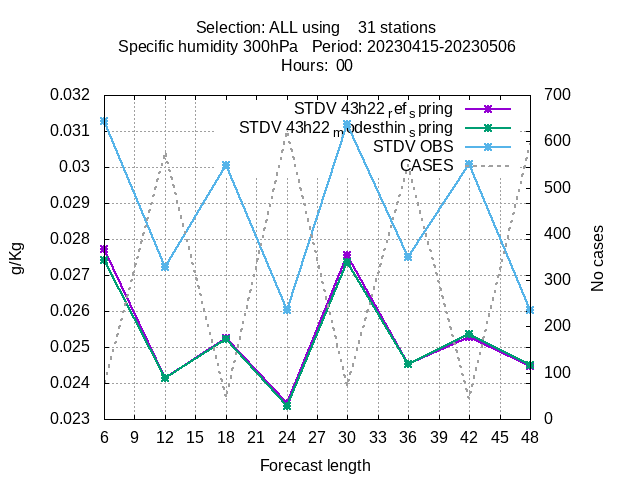 Selection: ALL using    31 stations
Specific humidity 300hPa   Period: 20230415-20230506
Hours:  00
STDV 43h22_ref_spring
STDV 43h22_modesthin_spring
STDV OBS
CASES
g/Kg
0.032
0.031
0.03
0.029
0.028
0.027
0.026
0.025
0.024
0.023
700
600
500
400
300
200
100
0
No cases
6 9 12 15 18 21 24 27 30 33 36 39 42 45 48
Forecast length